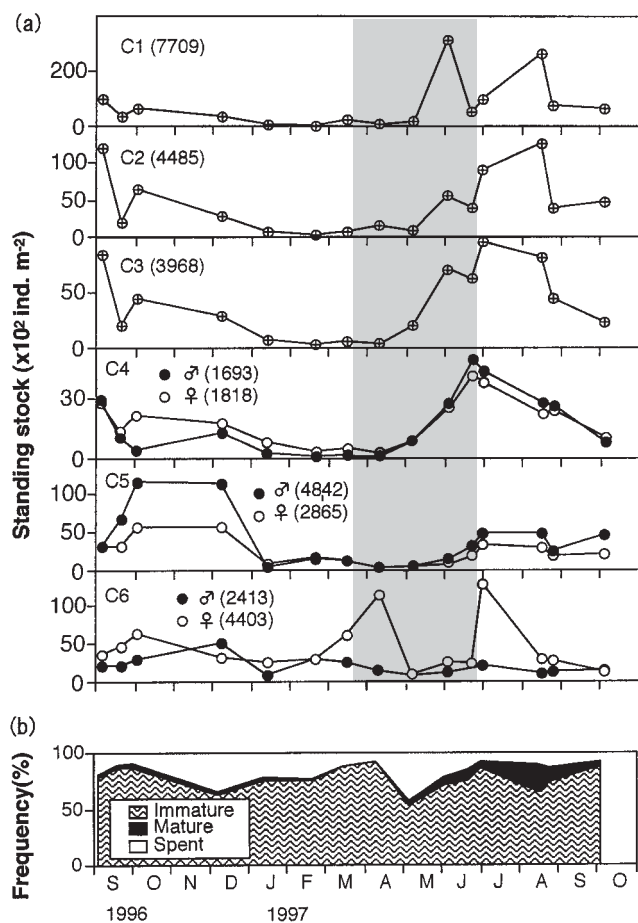 (a)
C1 (7709)
200
0
C2 (4485)
100
50
0
C3 (3968)
50
0
C4
● ♂ (1693)
○ ♀ (1818)
30
0
C5
● ♂ (4842)
○ ♀ (2865)
100
50
0
C6
● ♂ (2413)
○ ♀ (4403)
100
50
0
Standing stock (x10² ind. m⁻²)
(b)
100
50
0
Frequency(%)
Immature
Mature
Spent
S O N D J F M A M J J A S O
1996 1997